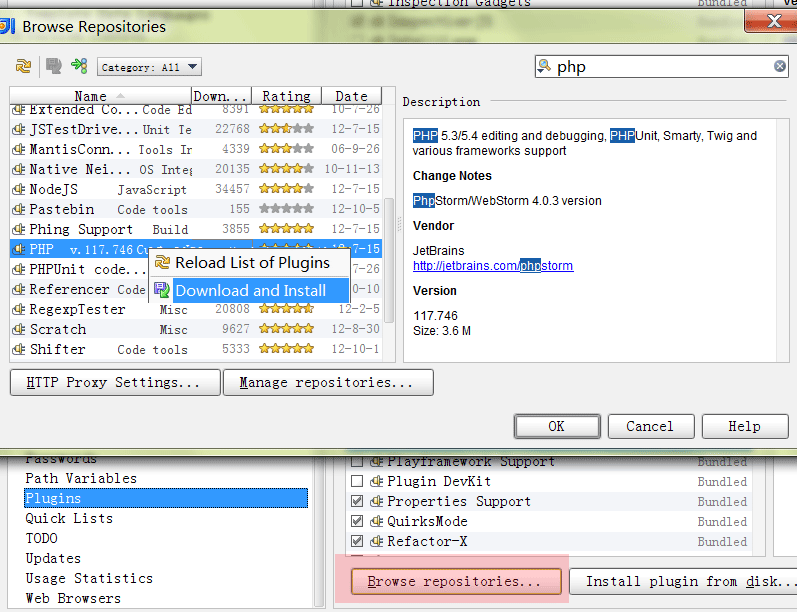 Inspection Gadgets Bundled
Browse Repositories
Category: All
php
Name Down... Rating Date
Extended Co... Code Ed 8391 10-7-26
JSTestDrive... Unit Te 22768 12-7-15
MantisConn... Tools Ir 4339 06-9-26
Native Nei... OS Integ 20135 10-11-13
NodeJS JavaScript 34457 12-7-15
Pastebin Code tools 155 12-10-5
Phing Support Build 3855 12-7-15
PHP v.117.746 12-7-15
PHPUnit code... 7-26
Referencer Code 0-10
RegexpTester Misc 20808 12-2-5
Scratch Misc 9627 12-8-30
Shifter Code tools 5333 12-10-1
Reload List of Plugins
Download and Install
Description
PHP 5.3/5.4 editing and debugging, PHPUnit, Smarty, Twig and
various frameworks support
Change Notes
PhpStorm/WebStorm 4.0.3 version
Vendor
JetBrains
http://jetbrains.com/phpstorm
Version
117.746
Size: 3.6 M
HTTP Proxy Settings... Manage repositories...
OK Cancel Help
Passwords
Path Variables
Plugins
Quick Lists
TODO
Updates
Usage Statistics
Web Browsers
Playframework Support Bundled
Plugin DevKit Bundled
Properties Support Bundled
QuirksMode Bundled
Refactor-X Bundled
Browse repositories... Install plugin from disk...